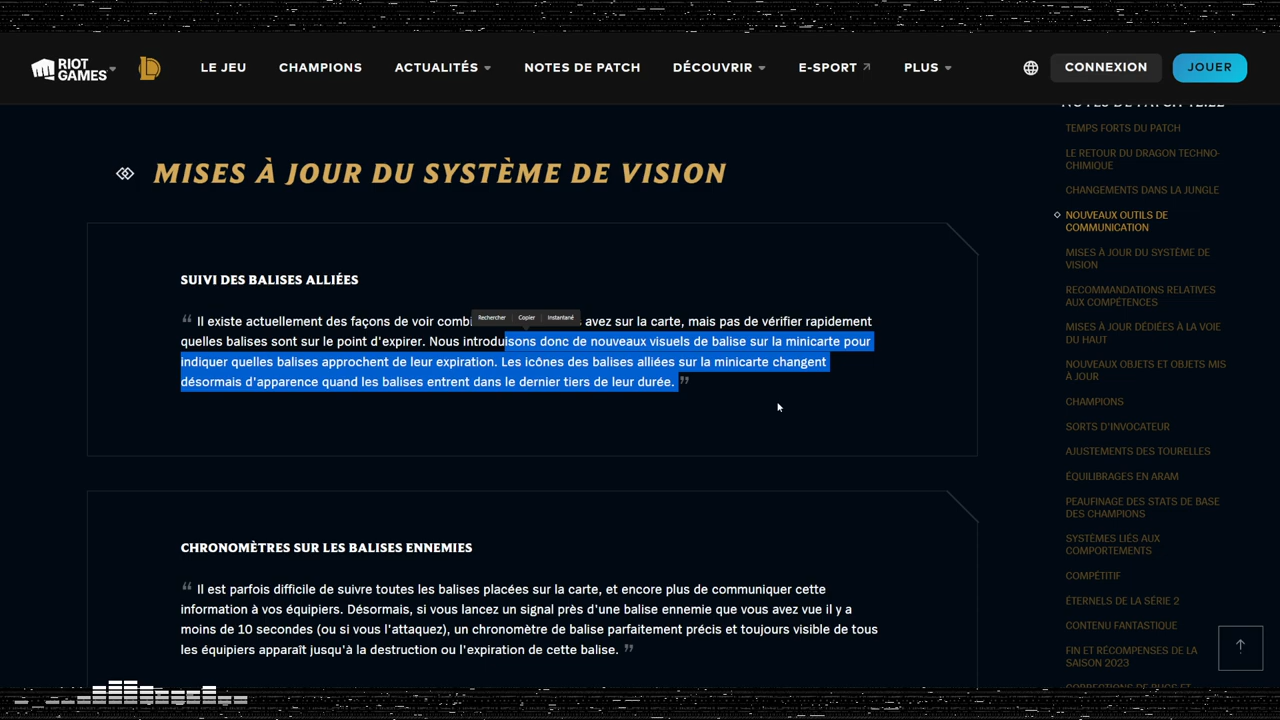 RIOT GAMES
LE JEU
CHAMPIONS
ACTUALITÉS
NOTES DE PATCH
DÉCOUVRIR
E-SPORT
PLUS
CONNEXION
JOUER
MISES À JOUR DU SYSTÈME DE VISION
SUIVI DES BALISES ALLIÉES
Rechercher Copier Instantané
“ Il existe actuellement des façons de voir combi avez sur la carte, mais pas de vérifier rapidement
quelles balises sont sur le point d'expirer. Nous introduisons donc de nouveaux visuels de balise sur la minicarte pour
indiquer quelles balises approchent de leur expiration. Les icônes des balises alliées sur la minicarte changent
désormais d'apparence quand les balises entrent dans le dernier tiers de leur durée. ”
CHRONOMÈTRES SUR LES BALISES ENNEMIES
“ Il est parfois difficile de suivre toutes les balises placées sur la carte, et encore plus de communiquer cette
information à vos équipiers. Désormais, si vous lancez un signal près d'une balise ennemie que vous avez vue il y a
moins de 10 secondes (ou si vous l'attaquez), un chronomètre de balise parfaitement précis et toujours visible de tous
les équipiers apparaît jusqu'à la destruction ou l'expiration de cette balise. ”
TEMPS FORTS DU PATCH
LE RETOUR DU DRAGON TECHNO-
CHIMIQUE
CHANGEMENTS DANS LA JUNGLE
NOUVEAUX OUTILS DE
COMMUNICATION
MISES À JOUR DU SYSTÈME DE
VISION
RECOMMANDATIONS RELATIVES
AUX COMPÉTENCES
MISES À JOUR DÉDIÉES À LA VOIE
DU HAUT
NOUVEAUX OBJETS ET OBJETS MIS
À JOUR
CHAMPIONS
SORTS D'INVOCATEUR
AJUSTEMENTS DES TOURELLES
ÉQUILIBRAGES EN ARAM
PEAUFINAGE DES STATS DE BASE
DES CHAMPIONS
SYSTÈMES LIÉS AUX
COMPORTEMENTS
COMPÉTITIF
ÉTERNELS DE LA SÉRIE 2
CONTENU FANTASTIQUE
FIN ET RÉCOMPENSES DE LA
SAISON 2023